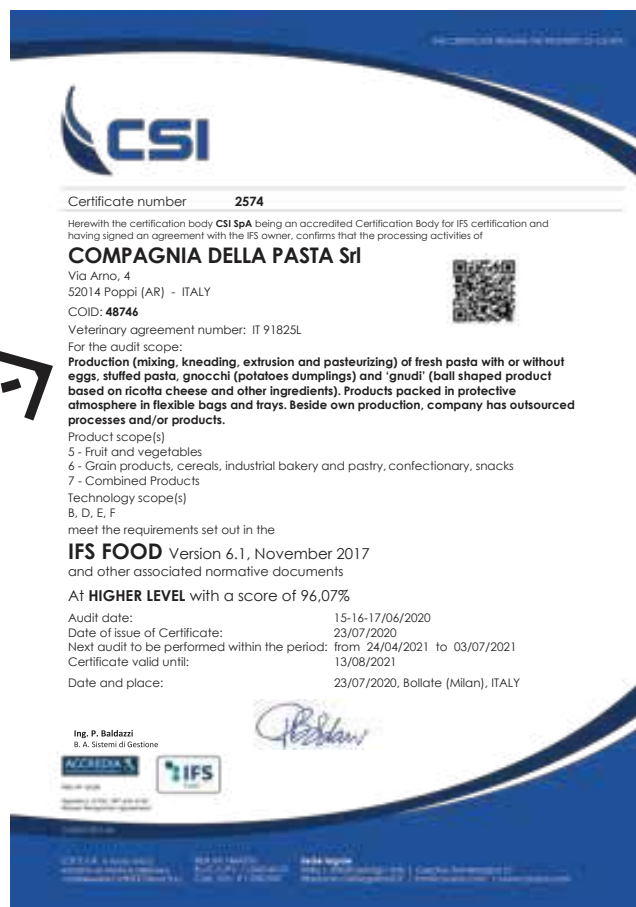 CSI
Certificate number 2574
Herewith the certification body CSI SpA being an accredited Certification Body for IFS certification and
having signed an agreement with the IFS owner, confirms that the processing activities of
COMPAGNIA DELLA PASTA Srl
Via Arno, 4
52014 Poppi (AR) - ITALY
COID: 48746
Veterinary agreement number: IT 91825L
For the audit scope:
Production (mixing, kneading, extrusion and pasteurizing) of fresh pasta with or without
eggs, stuffed pasta, gnocchi (potatoes dumplings) and ‘gnudi’ (ball shaped product
based on ricotta cheese and other ingredients). Products packed in protective
atmosphere in flexible bags and trays. Beside own production, company has outsourced
processes and/or products.
Product scope(s)
5 - Fruit and vegetables
6 - Grain products, cereals, industrial bakery and pastry, confectionary, snacks
7 - Combined Products
Technology scope(s)
B, D, E, F
meet the requirements set out in the
IFS FOOD Version 6.1, November 2017
and other associated normative documents
At HIGHER LEVEL with a score of 96,07%
Audit date: 15-16-17/06/2020
Date of issue of Certificate: 23/07/2020
Next audit to be performed within the period: from 24/04/2021 to 03/07/2021
Certificate valid until: 13/08/2021
Date and place: 23/07/2020, Bollate (Milan), ITALY
Ing. P. Baldazzi
B. A. Sistemi di Gestione
ACCREDIA
IFS